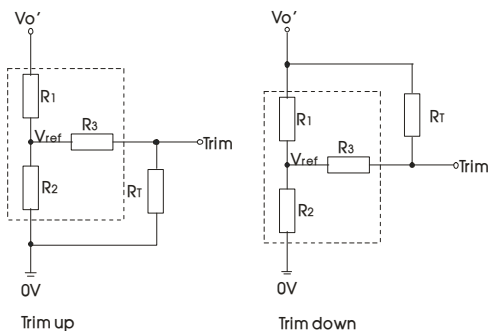 Vo'
R1
Vref
R3
Trim
R2
RT
0V
Trim up
Vo'
R1
RT
Vref
R3
Trim
R2
0V
Trim down